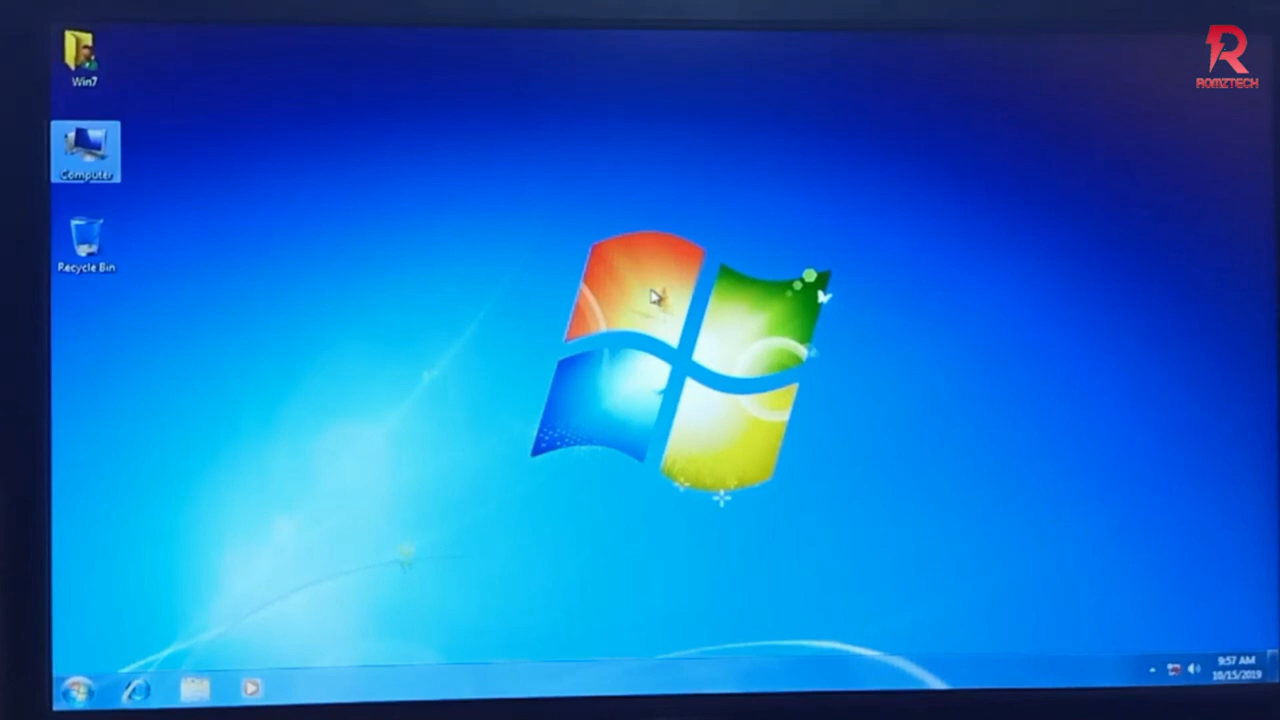 Win7
ROMZTECH
Computer
Recycle Bin
9:57 AM
10/15/2019